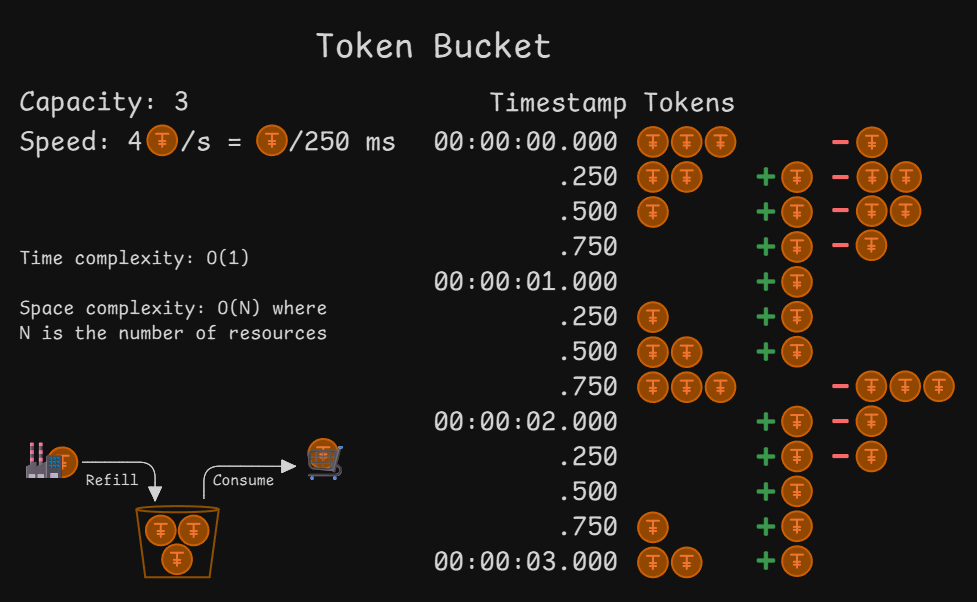 Token Bucket
Capacity: 3
Speed: 4 /s = /250 ms
Time complexity: O(1)
Space complexity: O(N) where
N is the number of resources
Refill
Consume
Timestamp Tokens
00:00:00.000 -
.250 + -
.500 + -
.750 + -
00:00:01.000 +
.250 +
.500 +
.750 -
00:00:02.000 + -
.250 + -
.500 +
.750 +
00:00:03.000 +